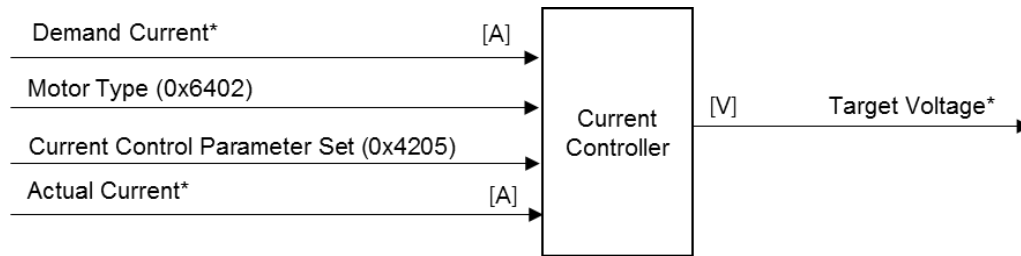 Demand Current* [A]
Motor Type (0x6402)
Current Control Parameter Set (0x4205)
Actual Current* [A]
Current
Controller
[V] Target Voltage*